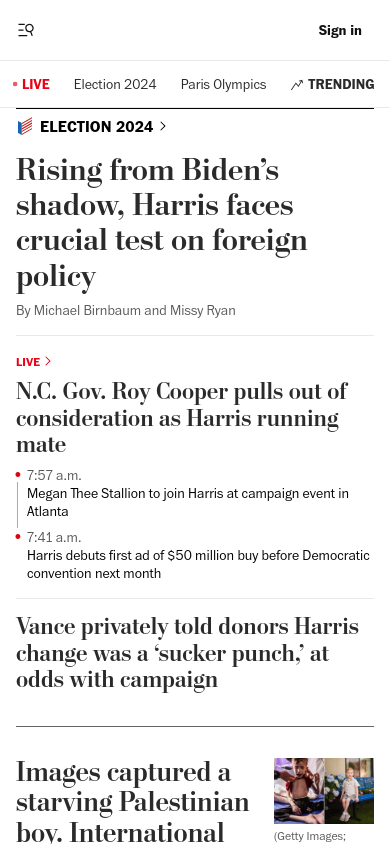 Sign in
LIVE
Election 2024
Paris Olympics
TRENDING
ELECTION 2024
Rising from Biden’s
shadow, Harris faces
crucial test on foreign
policy
By Michael Birnbaum and Missy Ryan
LIVE
N.C. Gov. Roy Cooper pulls out of
consideration as Harris running
mate
7:57 a.m.
Megan Thee Stallion to join Harris at campaign event in
Atlanta
7:41 a.m.
Harris debuts first ad of $50 million buy before Democratic
convention next month
Vance privately told donors Harris
change was a ‘sucker punch,’ at
odds with campaign
Images captured a
starving Palestinian
boy. International
(Getty Images;